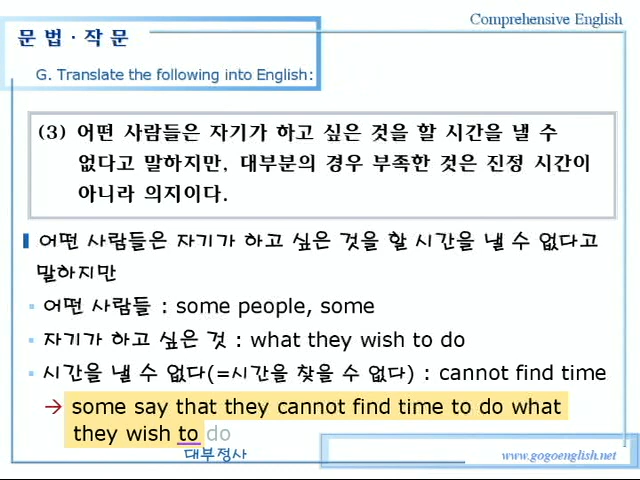 Comprehensive English
문 법 · 작 문
G. Translate the following into English:
(3) 어떤 사람들은 자기가 하고 싶은 것을 할 시간을 낼 수
없다고 말하지만, 대부분의 경우 부족한 것은 진정 시간이
아니라 의지이다.
어떤 사람들은 자기가 하고 싶은 것을 할 시간을 낼 수 없다고
말하지만
어떤 사람들 : some people, some
자기가 하고 싶은 것 : what they wish to do
시간을 낼 수 없다(=시간을 찾을 수 없다) : cannot find time
→ some say that they cannot find time to do what
they wish to do
대부정사
www.gogoenglish.net